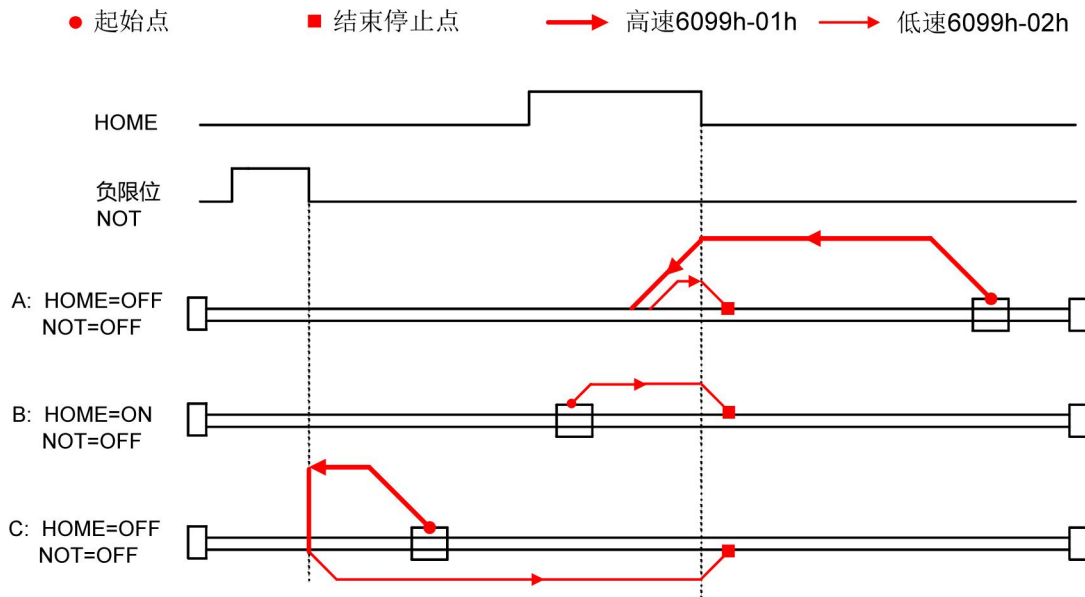 起始点
结束停止点
高速6099h-01h
低速6099h-02h
HOME
负限位
NOT
A: HOME=OFF
NOT=OFF
B: HOME=ON
NOT=OFF
C: HOME=OFF
NOT=OFF